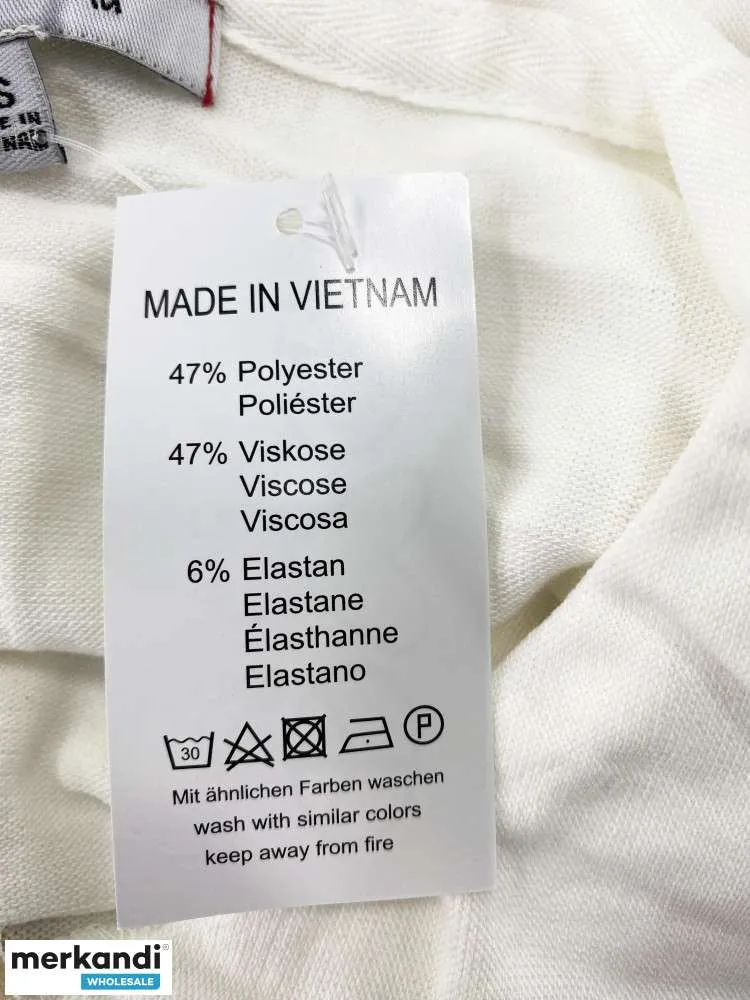 S
E IN
MADE IN VIETNAM
47% Polyester
Poliéster
47% Viskose
Viscose
Viscosa
6% Elastan
Elastane
Élasthanne
Elastano
30
P
Mit ähnlichen Farben waschen
wash with similar colors
keep away from fire
merkandi®
WHOLESALE